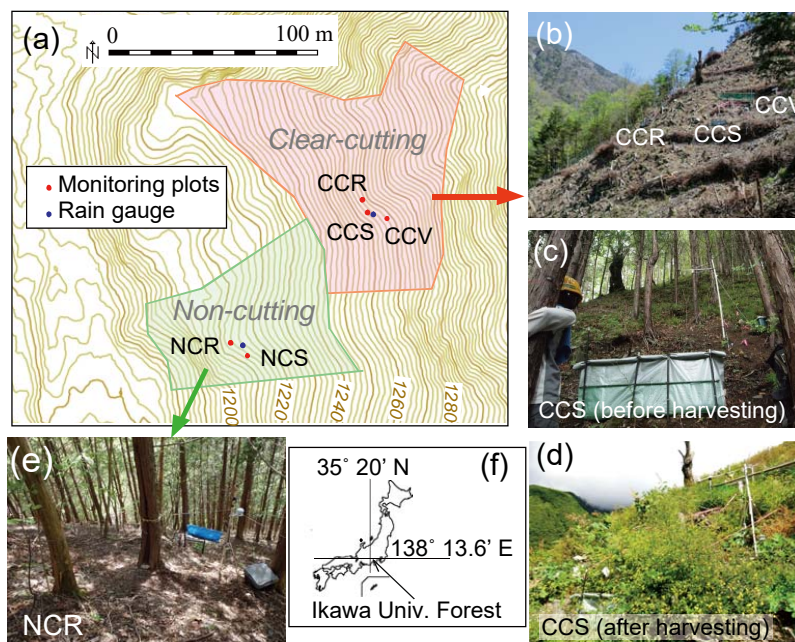 (a)
N
0 100 m
Clear-cutting
Monitoring plots
Rain gauge
CCR
CCS
CCV
Non-cutting
NCR
NCS
1200
1220
1240
1260
1280
(b)
CCV
CCR
CCS
(c)
CCS (before harvesting)
(d)
CCS (after harvesting)
(e)
NCR
(f)
35° 20’ N
138° 13.6’ E
Ikawa Univ. Forest